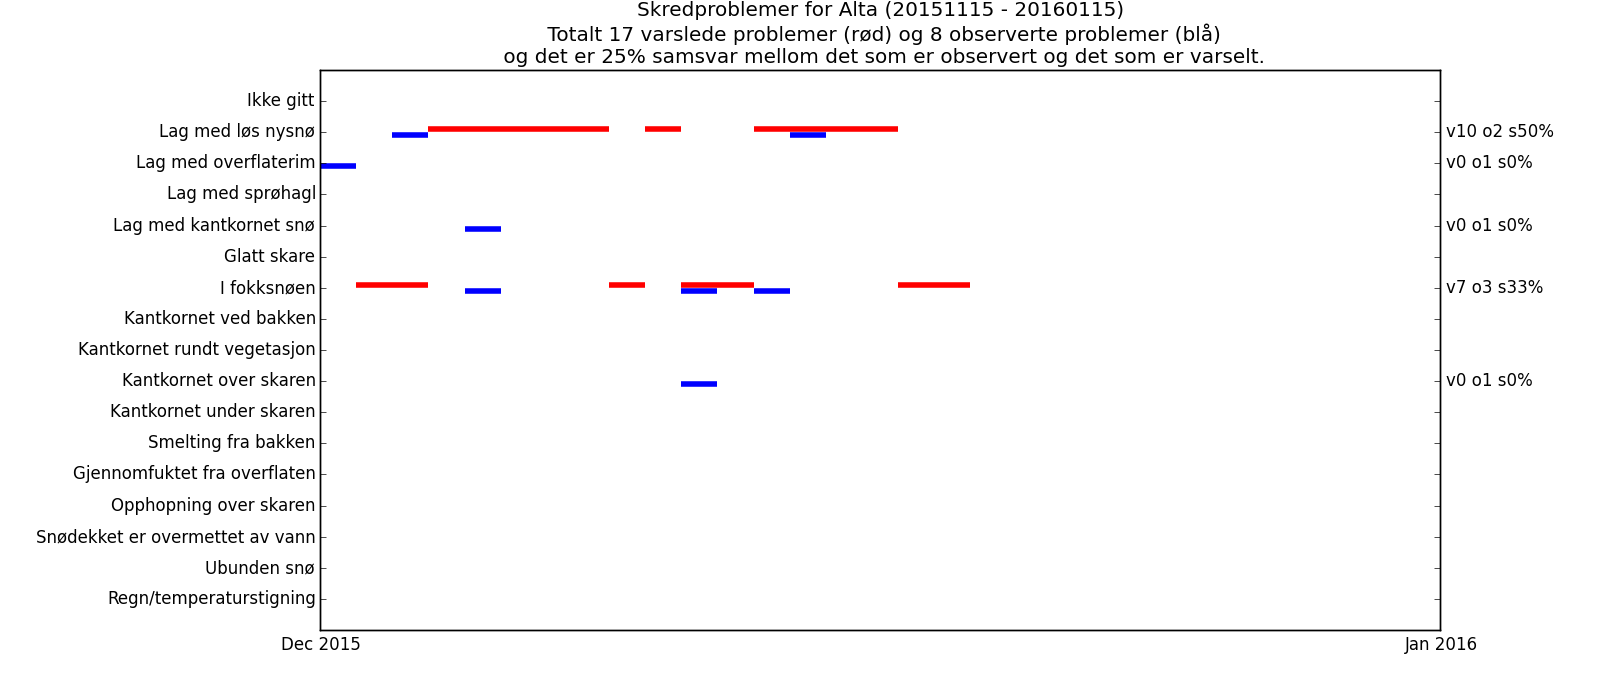 Skredproblemer for Alta (20151115 - 20160115)
Totalt 17 varslede problemer (rød) og 8 observerte problemer (blå)
og det er 25% samsvar mellom det som er observert og det som er varselt.
Ikke gitt
Lag med løs nysnø v10 o2 s50%
Lag med overflaterim v0 o1 s0%
Lag med sprøhagl
Lag med kantkornet snø v0 o1 s0%
Glatt skare
I fokksnøen v7 o3 s33%
Kantkornet ved bakken
Kantkornet rundt vegetasjon
Kantkornet over skaren v0 o1 s0%
Kantkornet under skaren
Smelting fra bakken
Gjennomfuktet fra overflaten
Opphopning over skaren
Snødekket er overmettet av vann
Ubunden snø
Regn/temperaturstigning
Dec 2015 Jan 2016